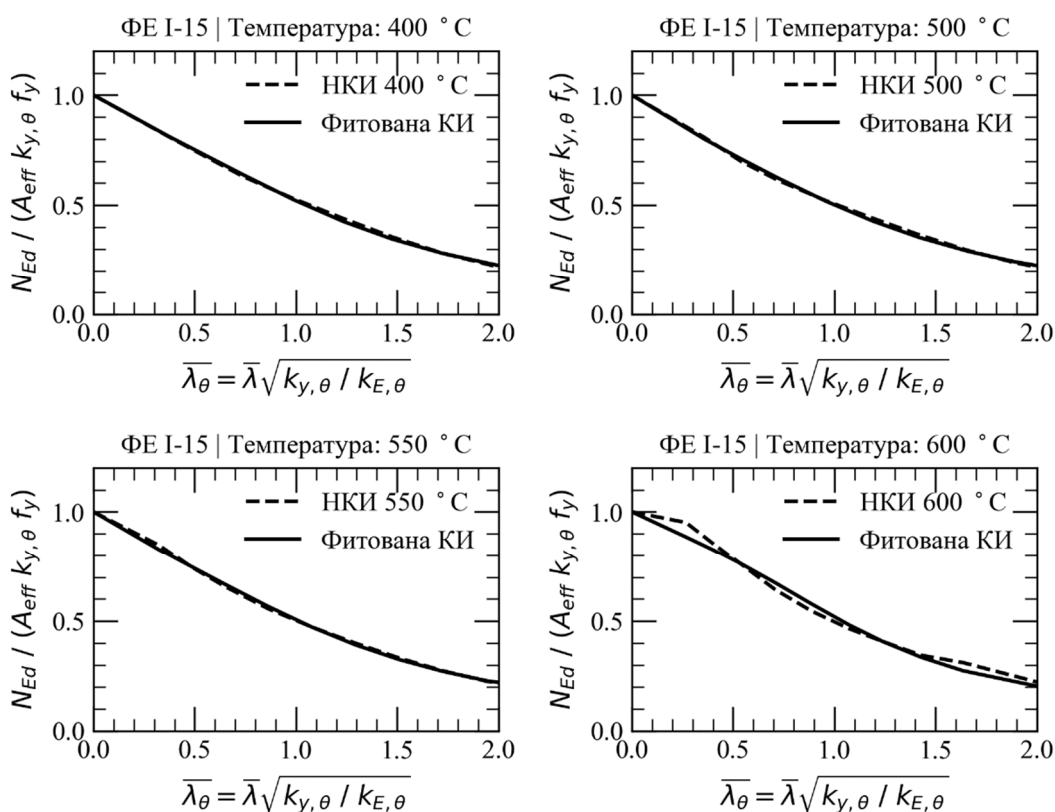 ФЕ I-15 | Температура: 400 °C
НКИ 400 °C
Фитована КИ
1.0
0.5
0.0
0.0 0.5 1.0 1.5 2.0
N_Ed / (A_eff k_y,θ f_y)
λ̅_θ = λ̅ √(k_y,θ / k_E,θ)
ФЕ I-15 | Температура: 500 °C
НКИ 500 °C
Фитована КИ
1.0
0.5
0.0
0.0 0.5 1.0 1.5 2.0
N_Ed / (A_eff k_y,θ f_y)
λ̅_θ = λ̅ √(k_y,θ / k_E,θ)
ФЕ I-15 | Температура: 550 °C
НКИ 550 °C
Фитована КИ
1.0
0.5
0.0
0.0 0.5 1.0 1.5 2.0
N_Ed / (A_eff k_y,θ f_y)
λ̅_θ = λ̅ √(k_y,θ / k_E,θ)
ФЕ I-15 | Температура: 600 °C
НКИ 600 °C
Фитована КИ
1.0
0.5
0.0
0.0 0.5 1.0 1.5 2.0
N_Ed / (A_eff k_y,θ f_y)
λ̅_θ = λ̅ √(k_y,θ / k_E,θ)